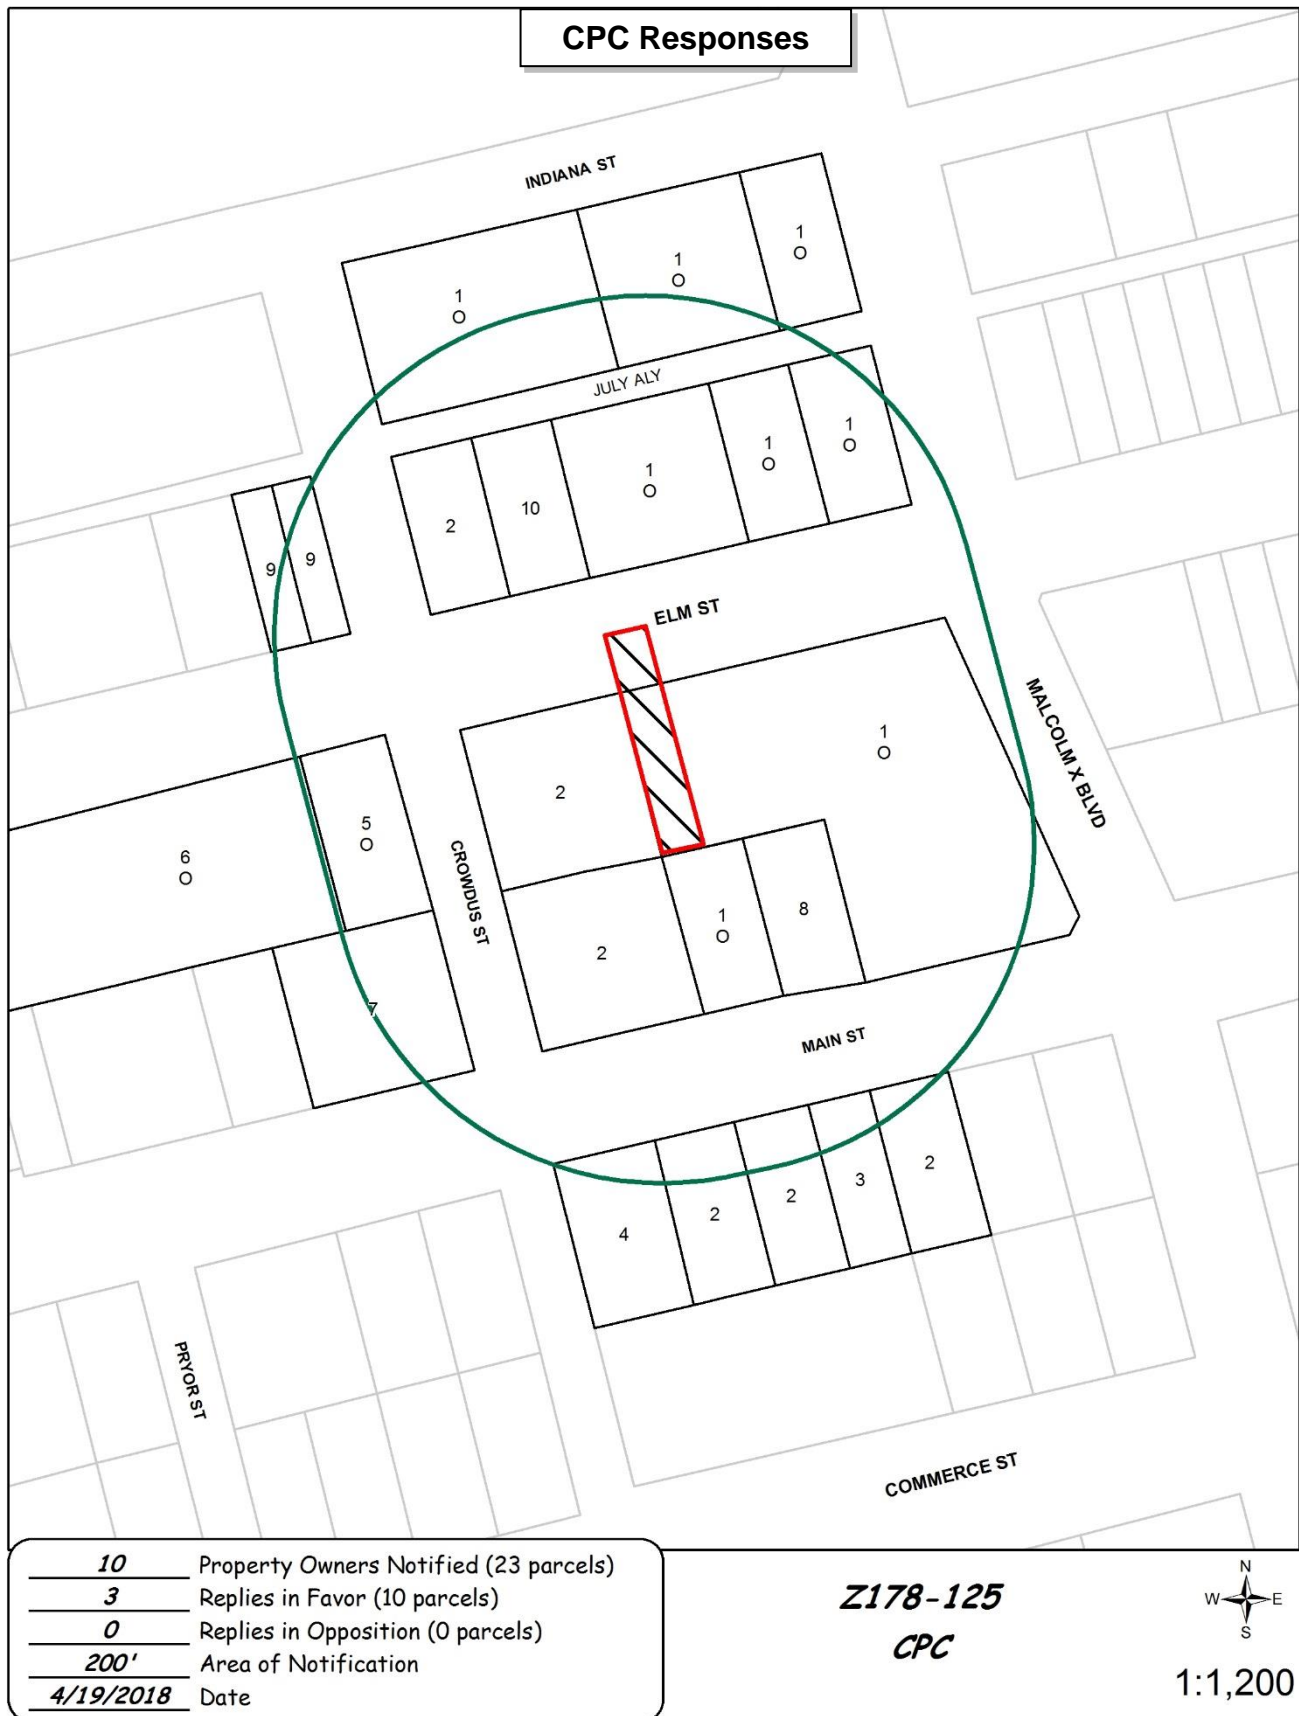 CPC Responses
INDIANA ST
1
O
1
O
1
O
JULY ALY
1
O
1
O
1
O
10
2
9
9
ELM ST
MALCOLM X BLVD
1
O
2
5
O
6
O
CROWDUS ST
8
1
O
2
7
MAIN ST
2
3
2
2
4
PRYOR ST
COMMERCE ST
10 Property Owners Notified (23 parcels)
3 Replies in Favor (10 parcels)
0 Replies in Opposition (0 parcels)
200' Area of Notification
4/19/2018 Date
Z178-125
CPC
N
W E
S
1:1,200